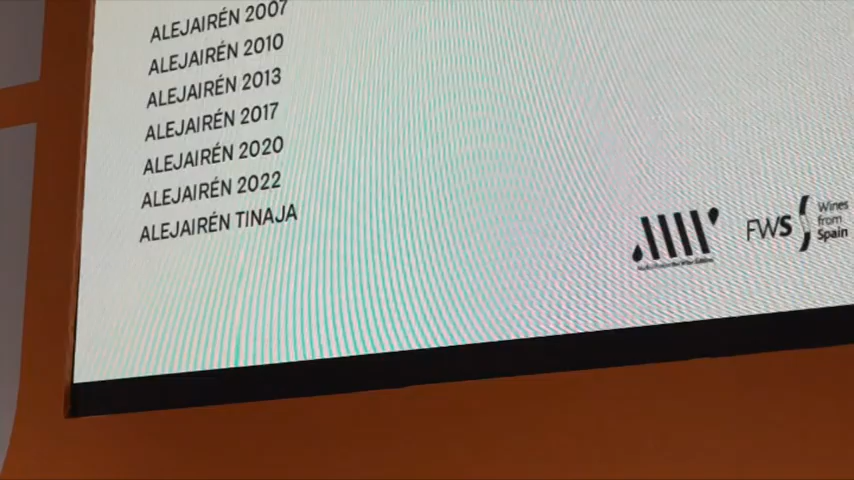 ALEJAIRÉN 2007
ALEJAIRÉN 2010
ALEJAIRÉN 2013
ALEJAIRÉN 2017
ALEJAIRÉN 2020
ALEJAIRÉN 2022
ALEJAIRÉN TINAJA
FWS
Wines
from
Spain